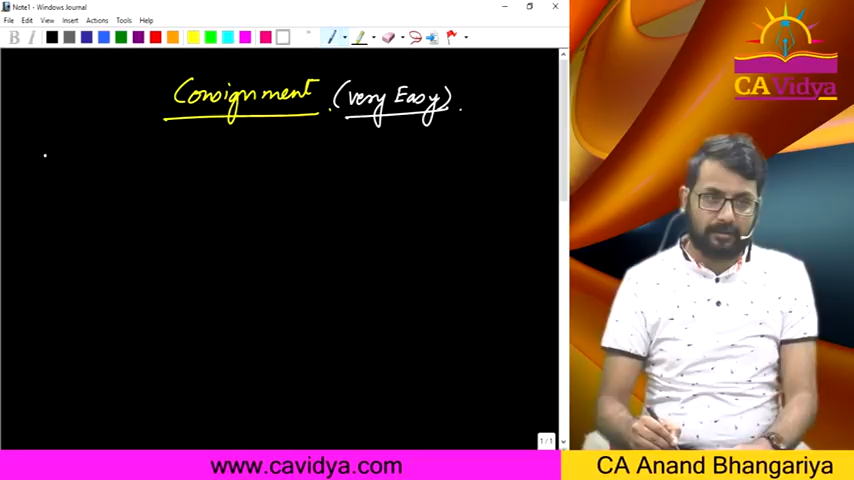 Note1 - Windows Journal
File Edit View Insert Actions Tools Help
B I
Consignment. (very Easy).
CA Vidya
1 / 1
www.cavidya.com
CA Anand Bhangariya